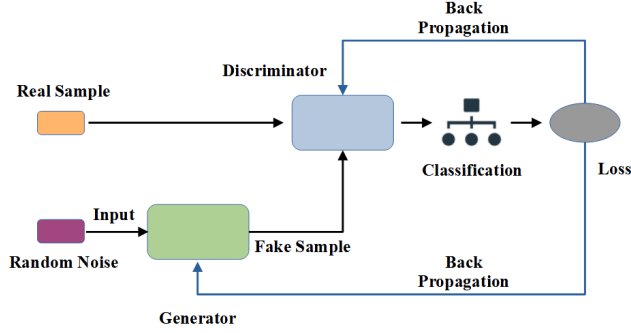 Back
Propagation
Discriminator
Real Sample
Classification
Loss
Input
Random Noise
Fake Sample
Back
Propagation
Generator